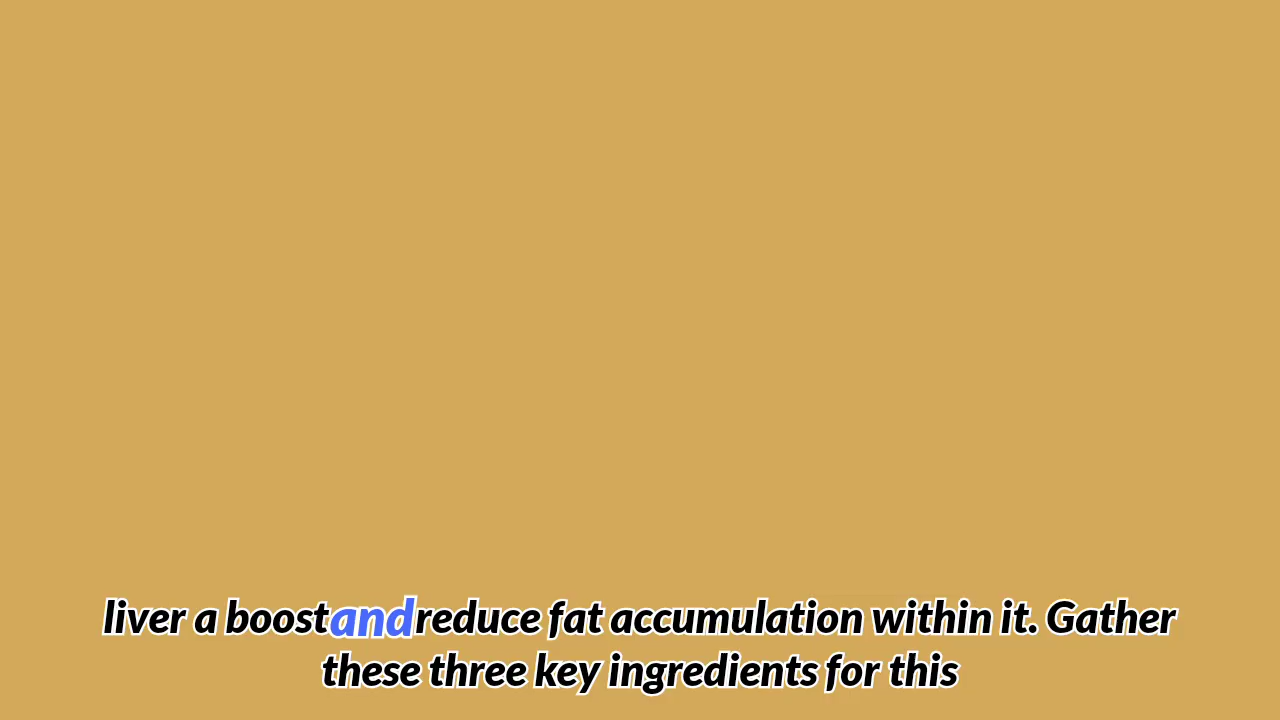 liver a boost and reduce fat accumulation within it. Gather
these three key ingredients for this